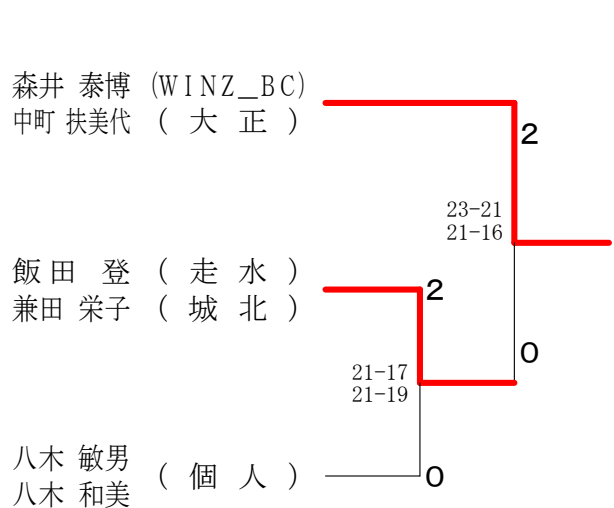 森井 泰博 (WINZ_BC)
中町 扶美代 ( 大 正 )
2
23-21
21-16
飯田 登 ( 走 水 )
兼田 栄子 ( 城 北 )
2
0
21-17
21-19
八木 敏男
八木 和美
( 個 人 )
0